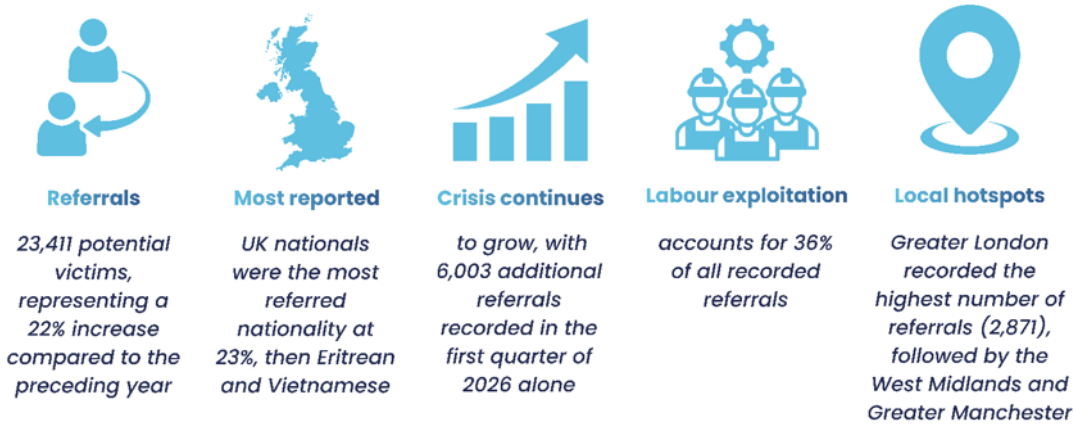 Referrals
23,411 potential
victims,
representing a
22% increase
compared to the
preceding year
Most reported
UK nationals
were the most
referred
nationality at
23%, then Eritrean
and Vietnamese
Crisis continues
to grow, with
6,003 additional
referrals
recorded in the
first quarter of
2026 alone
Labour exploitation
accounts for 36%
of all recorded
referrals
Local hotspots
Greater London
recorded the
highest number of
referrals (2,871),
followed by the
West Midlands and
Greater Manchester